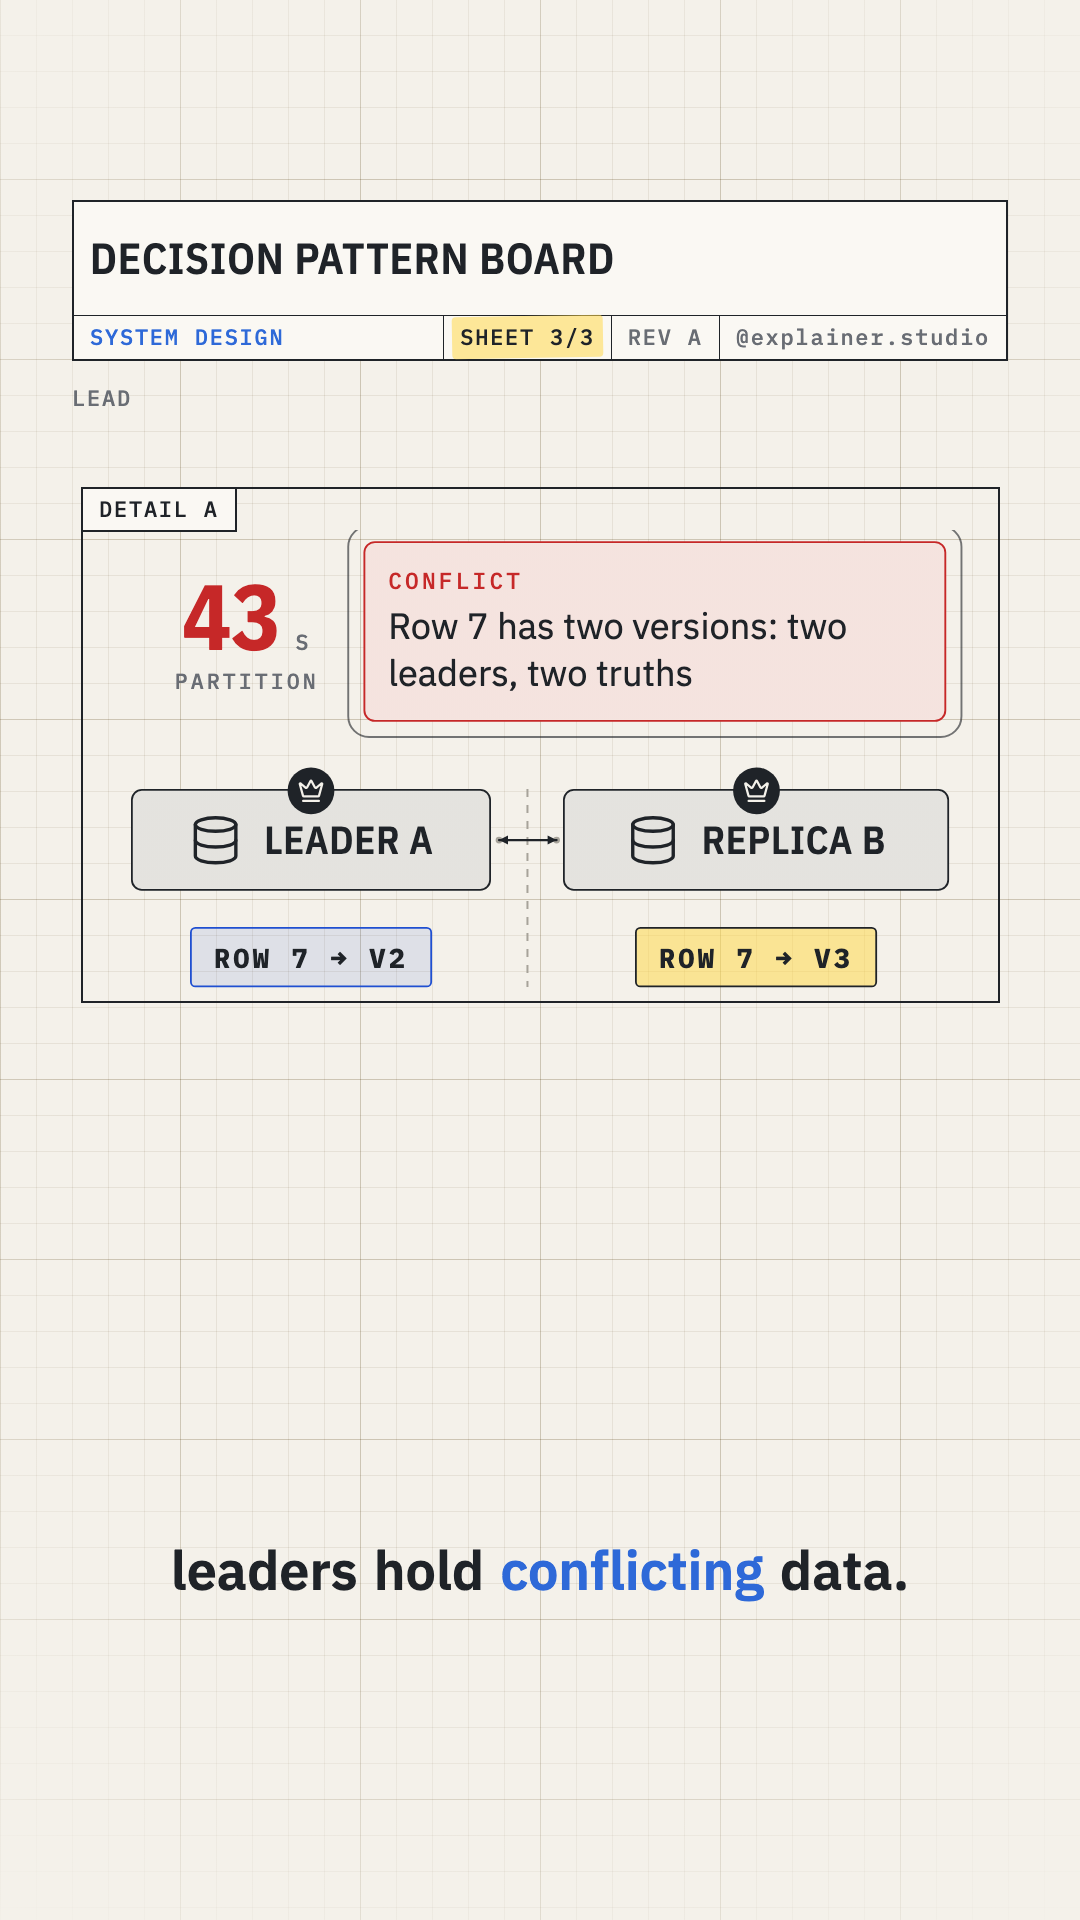 DECISION PATTERN BOARD
SYSTEM DESIGN
SHEET 3/3
REV A
@explainer.studio
LEAD
DETAIL A
43 S
PARTITION
CONFLICT
Row 7 has two versions: two
leaders, two truths
LEADER A
REPLICA B
ROW 7 → V2
ROW 7 → V3
leaders hold conflicting data.